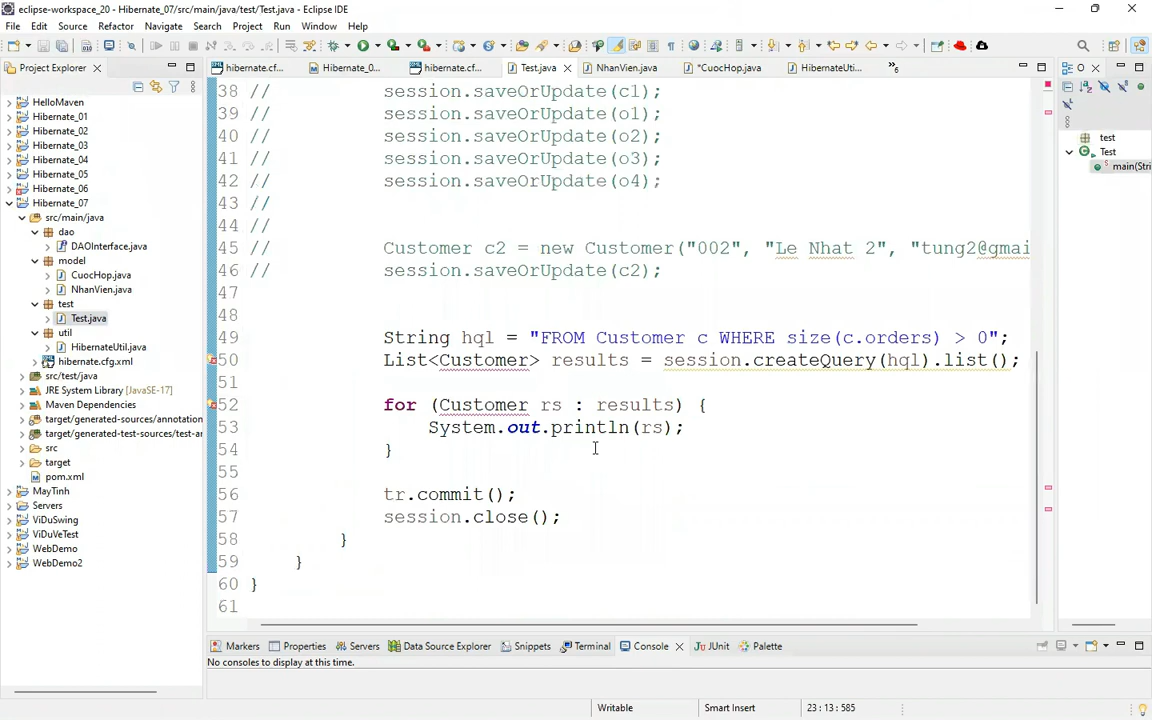 eclipse-workspace_20 - Hibernate_07/src/main/java/test/Test.java - Eclipse IDE
File Edit Source Refactor Navigate Search Project Run Window Help
Project Explorer
hibernate.cf...
Hibernate_0...
hibernate.cf...
Test.java
NhanVien.java
*CuocHop.java
HibernateUti...
»6
HelloMaven
Hibernate_01
Hibernate_02
Hibernate_03
Hibernate_04
Hibernate_05
Hibernate_06
Hibernate_07
src/main/java
dao
DAOInterface.java
model
CuocHop.java
NhanVien.java
test
Test.java
util
HibernateUtil.java
hibernate.cfg.xml
src/test/java
JRE System Library [JavaSE-17]
Maven Dependencies
target/generated-sources/annotation
target/generated-test-sources/test-ar
src
target
pom.xml
MayTinh
Servers
ViDuSwing
ViDuVeTest
WebDemo
WebDemo2
38 // session.saveOrUpdate(c1);
39 // session.saveOrUpdate(o1);
40 // session.saveOrUpdate(o2);
41 // session.saveOrUpdate(o3);
42 // session.saveOrUpdate(o4);
43 //
44 //
45 // Customer c2 = new Customer("002", "Le Nhat 2", "tung2@gmai
46 // session.saveOrUpdate(c2);
47
48
49 String hql = "FROM Customer c WHERE size(c.orders) > 0";
50 List<Customer> results = session.createQuery(hql).list();
51
52 for (Customer rs : results) {
53 System.out.println(rs);
54 }
55
56 tr.commit();
57 session.close();
58 }
59 }
60 }
61
O
test
Test
main(Stri
Markers Properties Servers Data Source Explorer Snippets Terminal Console JUnit Palette
No consoles to display at this time.
Writable Smart Insert 23 : 13 : 585